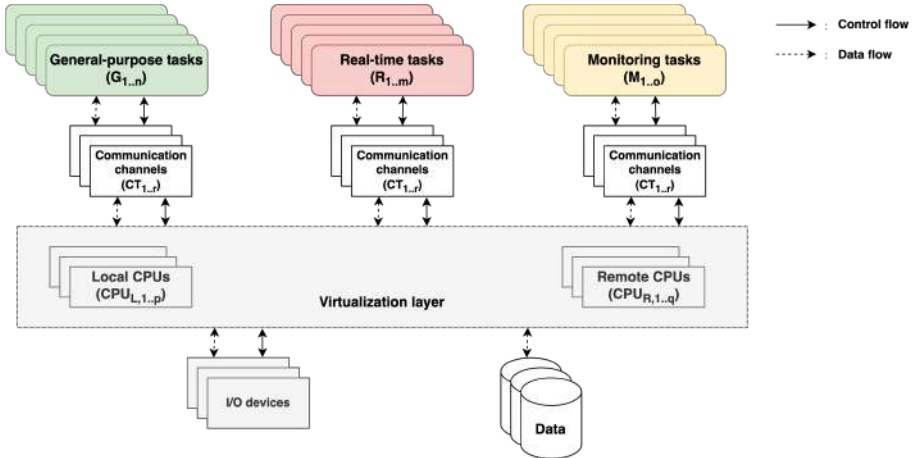 General-purpose tasks
(G1..n)
Real-time tasks
(R1..m)
Monitoring tasks
(M1..o)
: Control flow
: Data flow
Communication
channels
(CT1..r)
Communication
channels
(CT1..r)
Communication
channels
(CT1..r)
Local CPUs
(CPUL,1..p)
Virtualization layer
Remote CPUs
(CPUR,1..q)
I/O devices
Data